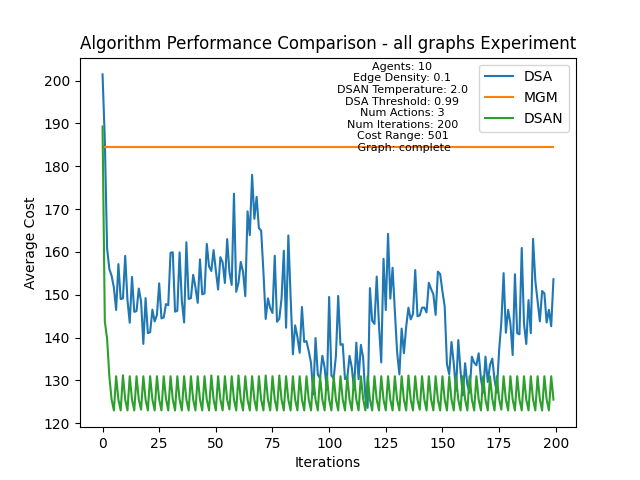 Algorithm Performance Comparison - all graphs Experiment
Agents: 10
Edge Density: 0.1
DSAN Temperature: 2.0
DSA Threshold: 0.99
Num Actions: 3
Num Iterations: 200
Cost Range: 501
Graph: complete
DSA
MGM
DSAN
Average Cost
200
190
180
170
160
150
140
130
120
0 25 50 75 100 125 150 175 200
Iterations